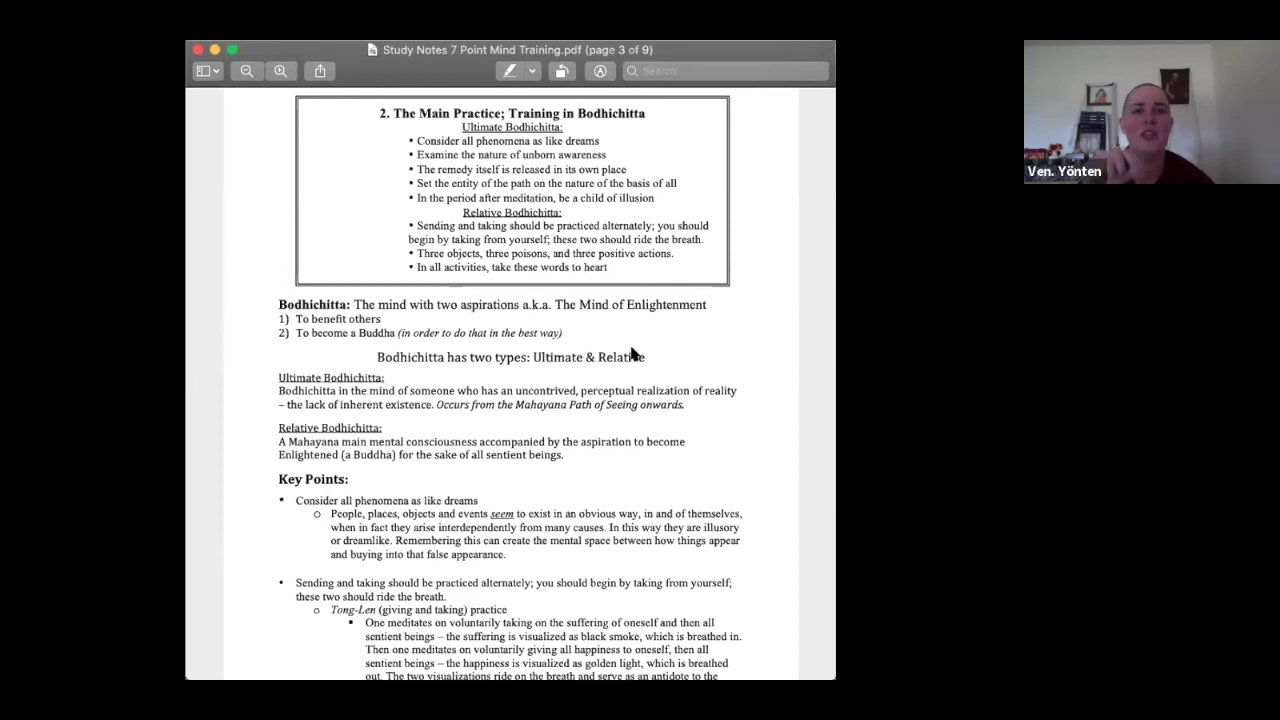 Study Notes 7 Point Mind Training.pdf (page 3 of 9)
Search
2. The Main Practice; Training in Bodhichitta
Ultimate Bodhichitta:
• Consider all phenomena as like dreams
• Examine the nature of unborn awareness
• The remedy itself is released in its own place
• Set the entity of the path on the nature of the basis of all
• In the period after meditation, be a child of illusion
Relative Bodhichitta:
• Sending and taking should be practiced alternately; you should
begin by taking from yourself; these two should ride the breath.
• Three objects, three poisons, and three positive actions.
• In all activities, take these words to heart
Bodhichitta: The mind with two aspirations a.k.a. The Mind of Enlightenment
1) To benefit others
2) To become a Buddha (in order to do that in the best way)
Bodhichitta has two types: Ultimate & Relative
Ultimate Bodhichitta:
Bodhichitta in the mind of someone who has an uncontrived, perceptual realization of reality
– the lack of inherent existence. Occurs from the Mahayana Path of Seeing onwards.
Relative Bodhichitta:
A Mahayana main mental consciousness accompanied by the aspiration to become
Enlightened (a Buddha) for the sake of all sentient beings.
Key Points:
• Consider all phenomena as like dreams
o People, places, objects and events seem to exist in an obvious way, in and of themselves,
when in fact they arise interdependently from many causes. In this way they are illusory
or dreamlike. Remembering this can create the mental space between how things appear
and buying into that false appearance.
• Sending and taking should be practiced alternately; you should begin by taking from yourself;
these two should ride the breath.
o Tong-Len (giving and taking) practice
▪ One meditates on voluntarily taking on the suffering of oneself and then all
sentient beings – the suffering is visualized as black smoke, which is breathed in.
Then one meditates on voluntarily giving all happiness to oneself, then all
sentient beings – the happiness is visualized as golden light, which is breathed
out. The two visualizations ride on the breath and serve as an antidote to the
Ven. Yönten